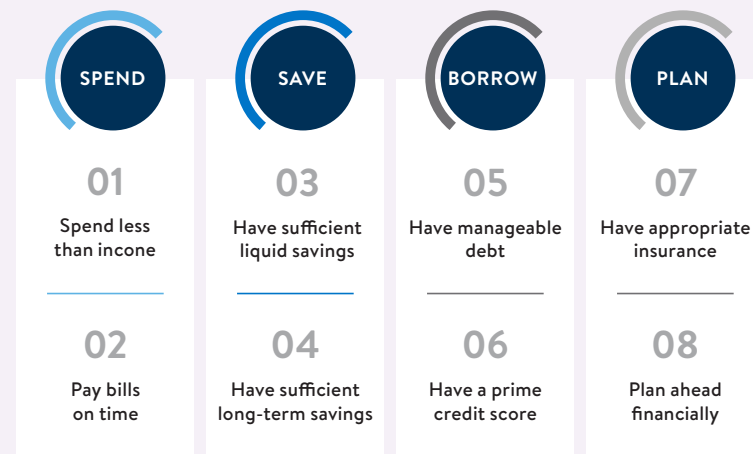 SPEND
01
Spend less
than incone
02
Pay bills
on time
SAVE
03
Have sufficient
liquid savings
04
Have sufficient
long-term savings
BORROW
05
Have manageable
debt
06
Have a prime
credit score
PLAN
07
Have appropriate
insurance
08
Plan ahead
financially